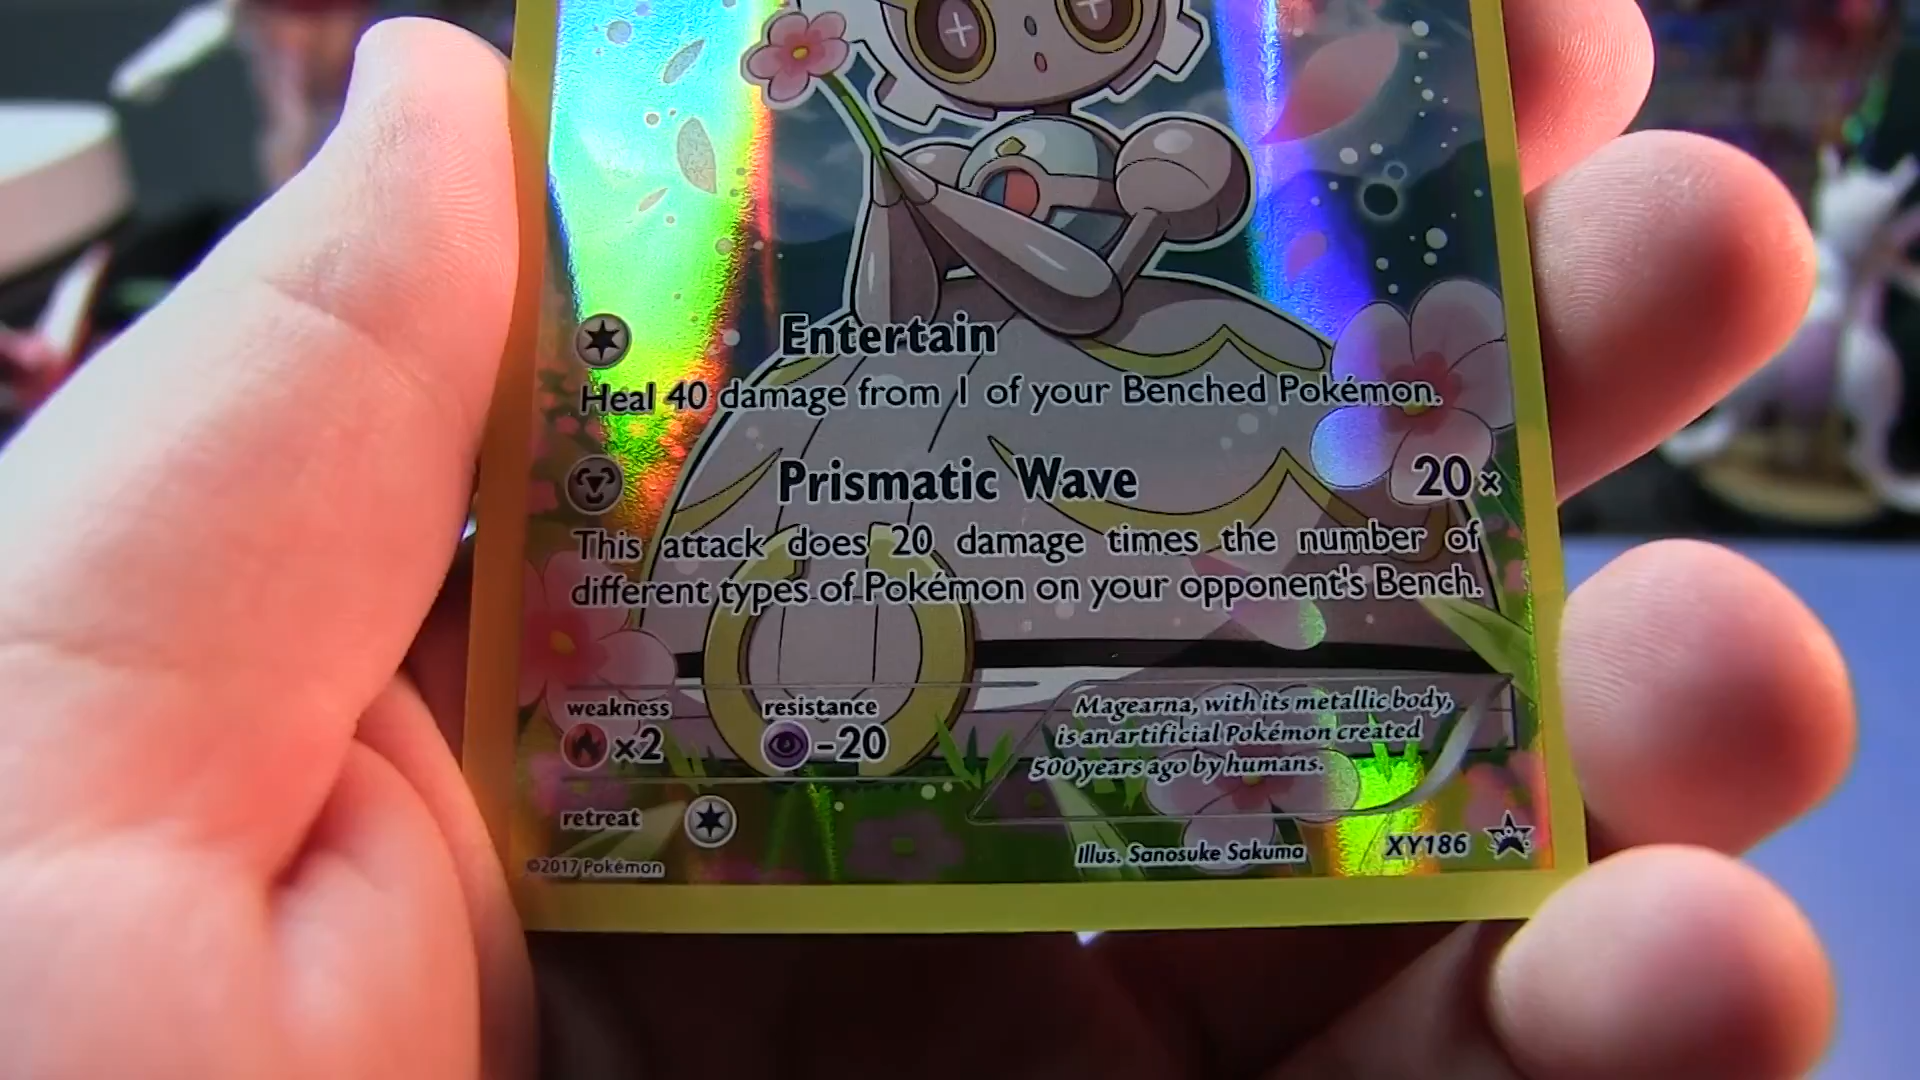 Entertain
Heal 40 damage from 1 of your Benched Pokémon.
Prismatic Wave 20×
This attack does 20 damage times the number of
different types of Pokémon on your opponent's Bench.
weakness resistance
×2 -20
Magearna, with its metallic body,
is an artificial Pokémon created
500 years ago by humans.
retreat
Illus. Sanosuke Sakuma XY186
©2017 Pokémon